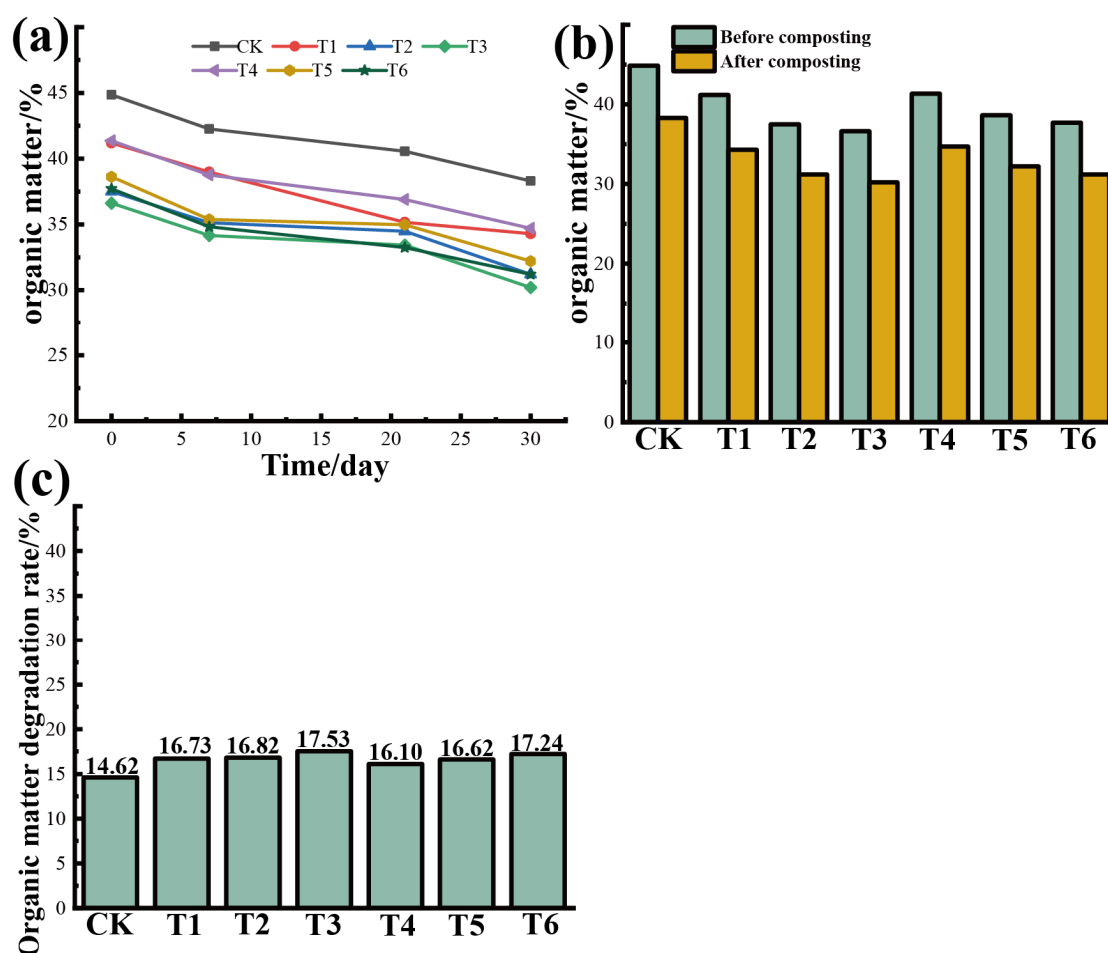 (a)
CK T1 T2 T3
T4 T5 T6
organic matter/%
45
40
35
30
25
20
0 5 10 15 20 25 30
Time/day
(b)
Before composting
After composting
organic matter/%
40
30
20
10
0
CK T1 T2 T3 T4 T5 T6
(c)
Organic matter degradation rate/%
40
35
30
25
20
15
10
5
0
14.62 16.73 16.82 17.53 16.10 16.62 17.24
CK T1 T2 T3 T4 T5 T6